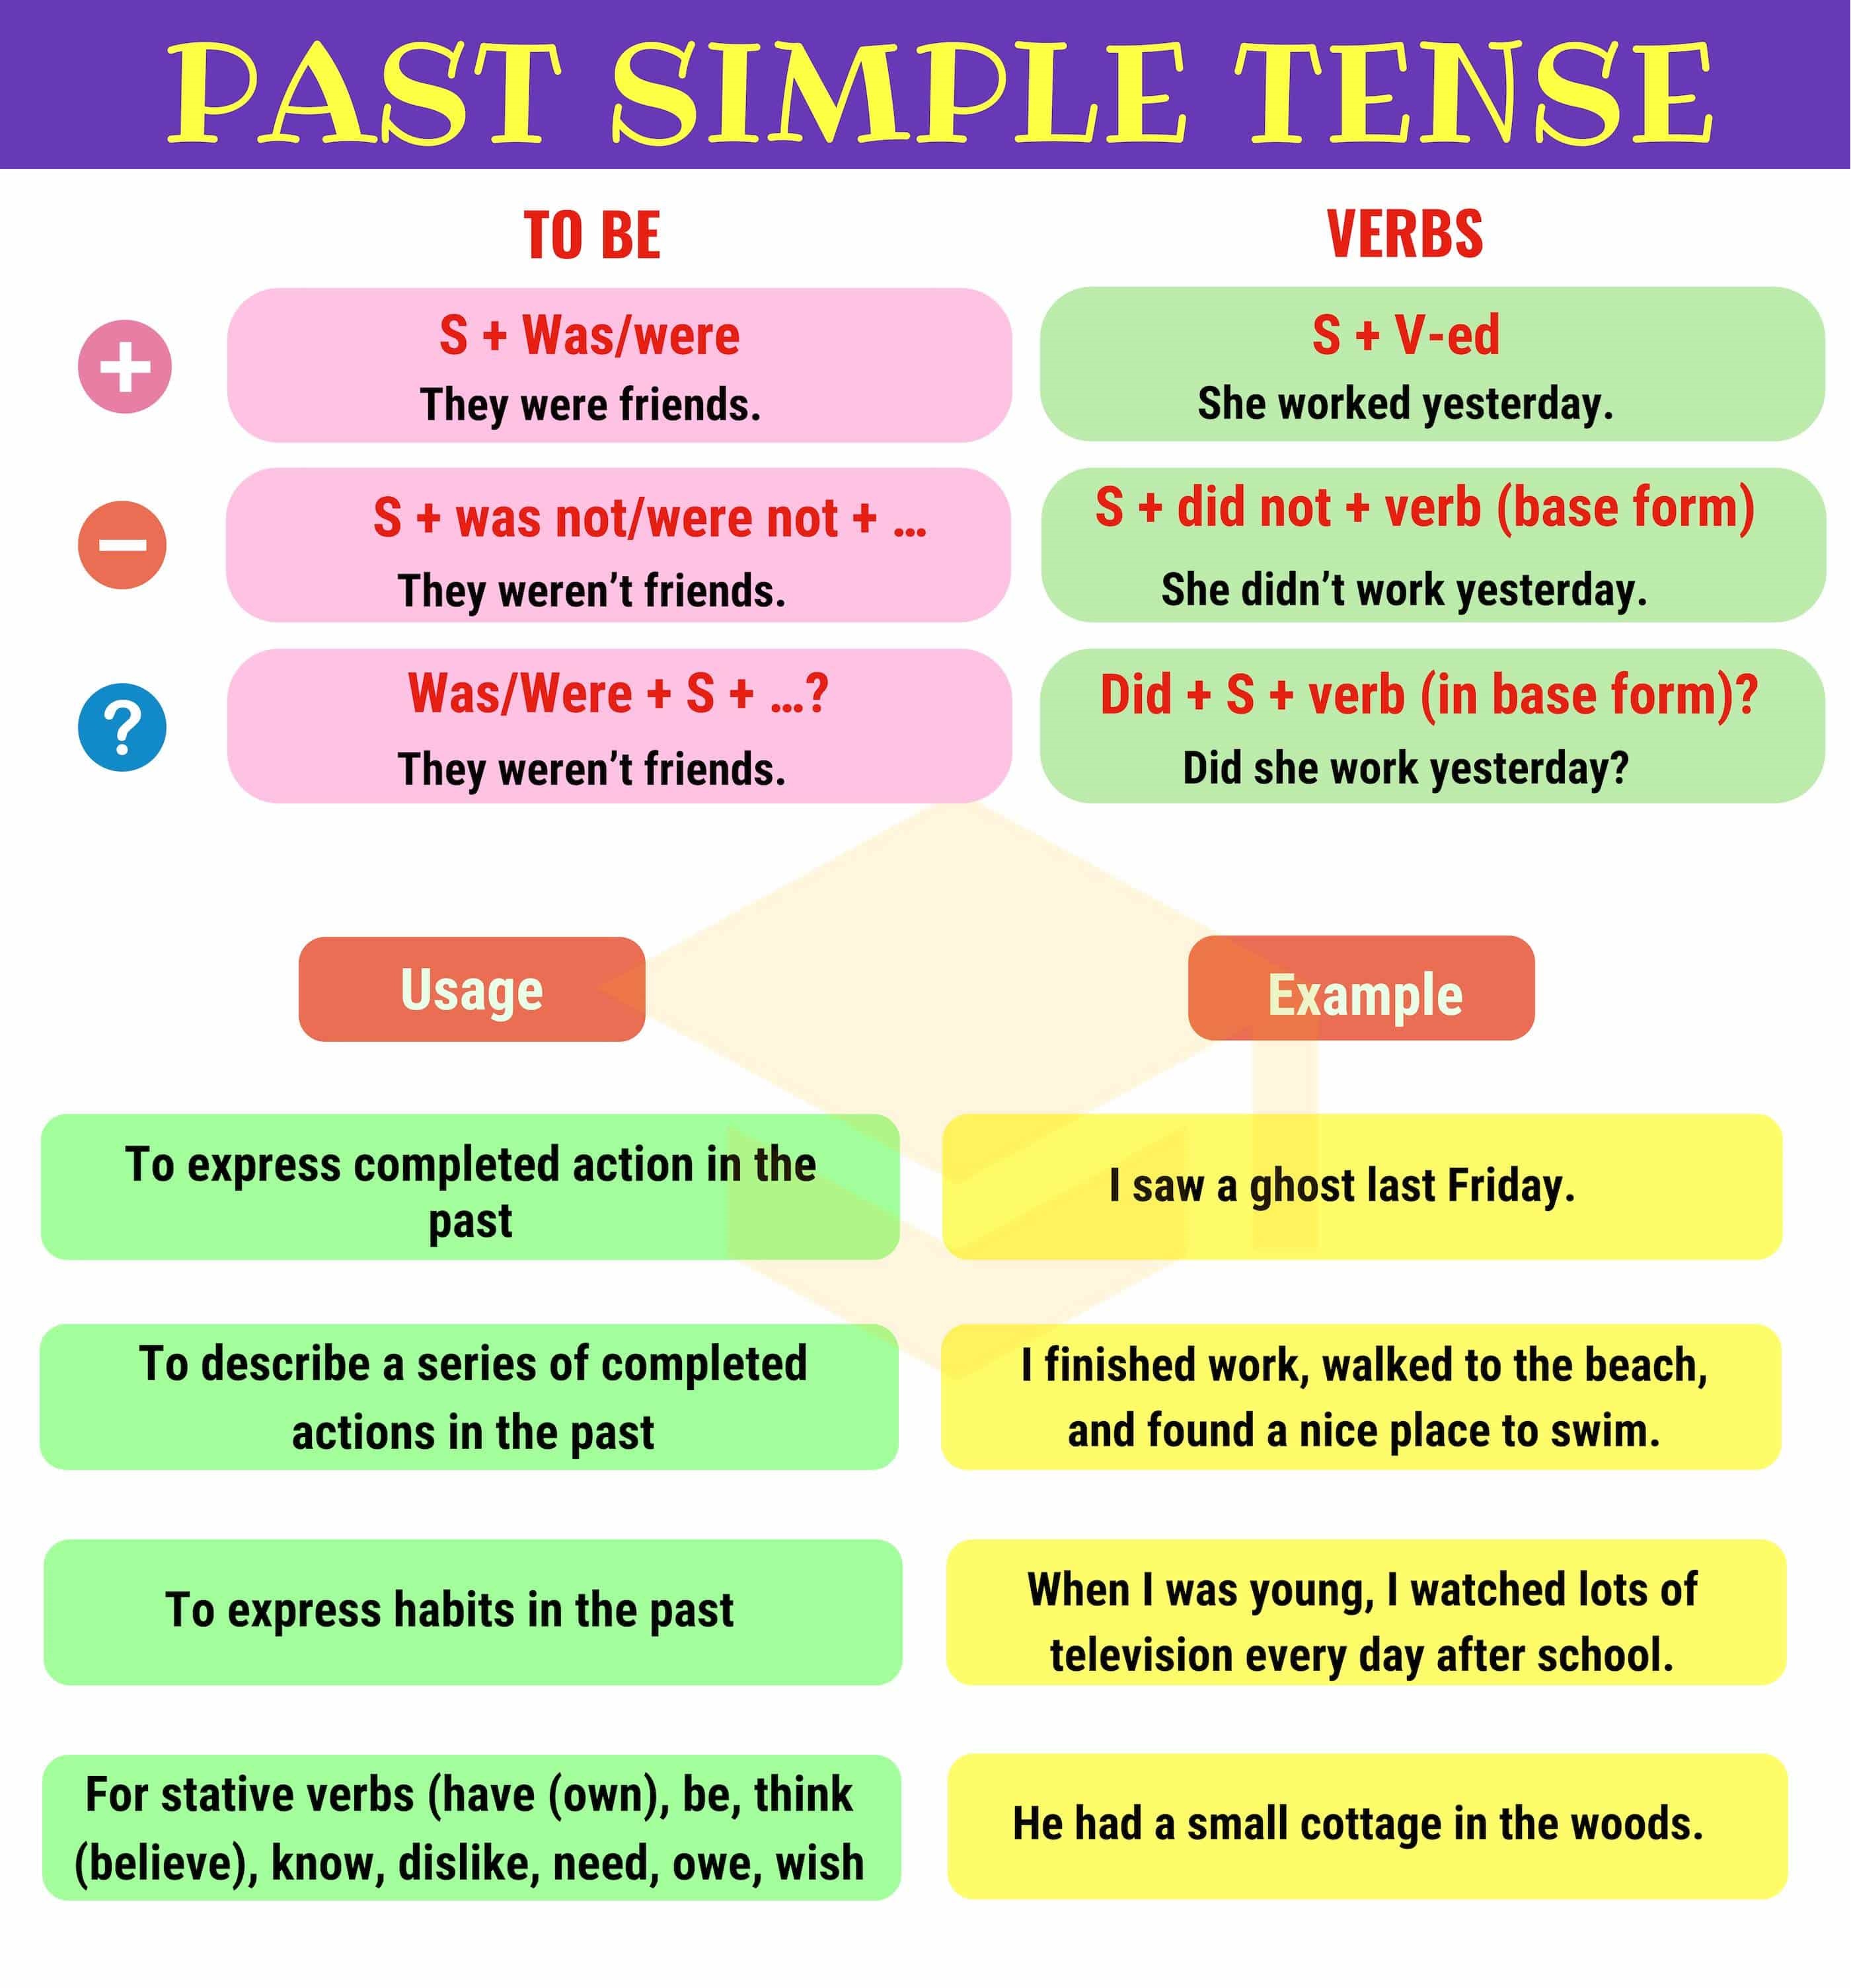 PAST SIMPLE TENSE
TO BE
VERBS
S + Was/were
They were friends.
S + V-ed
She worked yesterday.
S + was not/were not + ...
They weren't friends.
S + did not + verb (base form)
She didn't work yesterday.
Was/Were + S + ...?
They weren't friends.
Did + S + verb (in base form)?
Did she work yesterday?
Usage
Example
To express completed action in the
past
I saw a ghost last Friday.
To describe a series of completed
actions in the past
I finished work, walked to the beach,
and found a nice place to swim.
To express habits in the past
When I was young, I watched lots of
television every day after school.
For stative verbs (have (own), be, think
(believe), know, dislike, need, owe, wish
He had a small cottage in the woods.